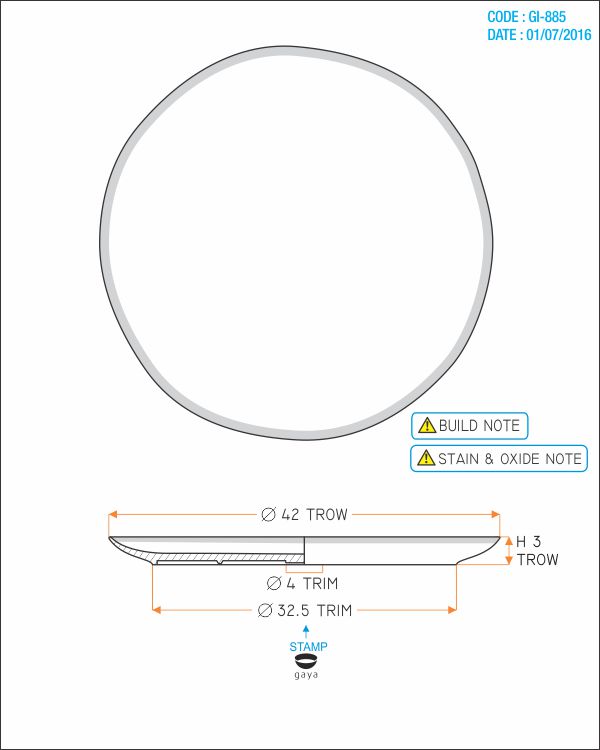 CODE : GI-885
DATE : 01/07/2016
BUILD NOTE
STAIN & OXIDE NOTE
∅ 42 TROW
H 3
TROW
∅ 4 TRIM
∅ 32.5 TRIM
STAMP
gaya